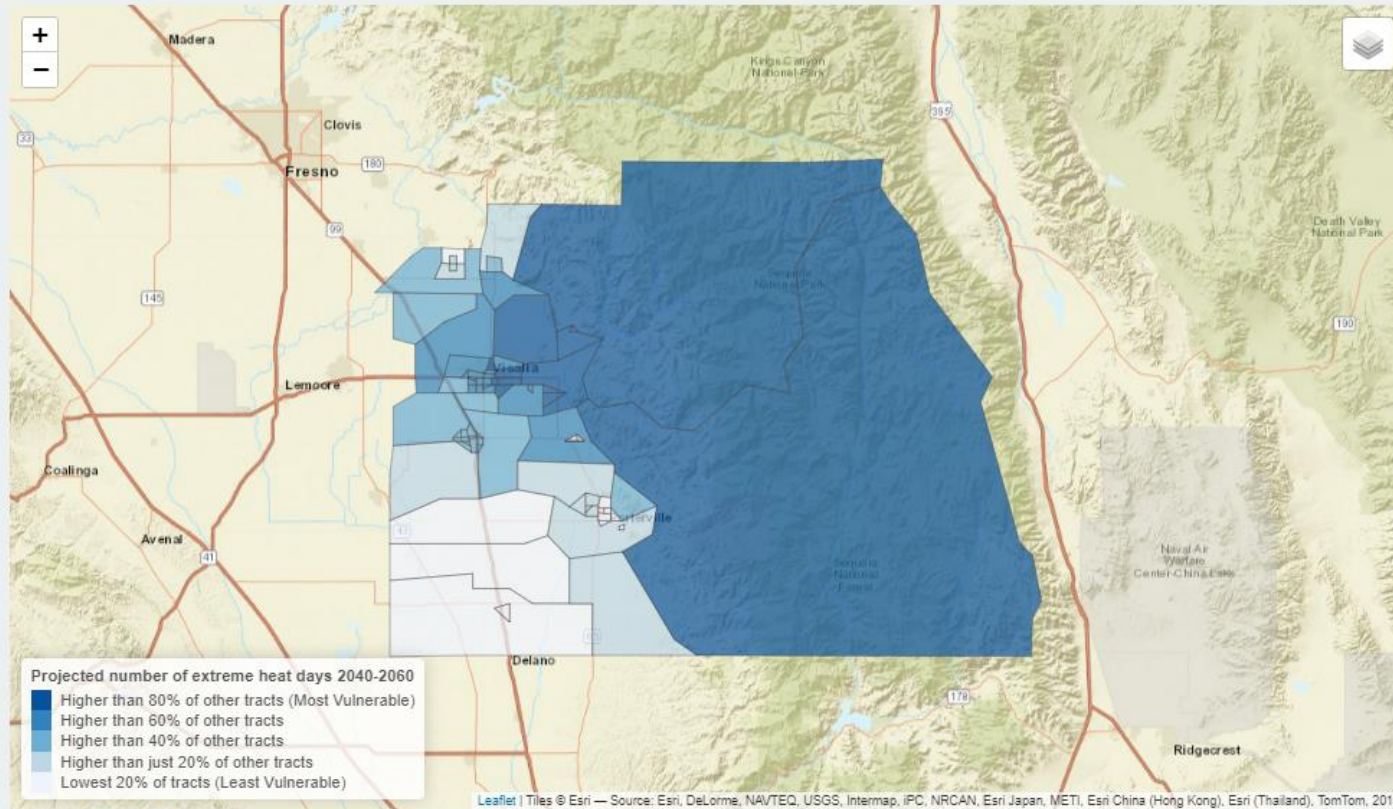 +
−
Madera
Kings Canyon
National Park
395
Clovis
33
180
Fresno
Death Valley
National Park
99
Sequoia
National Park
145
190
Visalia
Lemoore
Coalinga
43
erterville
Avenal
41
Naval Air
Warfare
Center-China Lake
Sequoia
National
Forest
65
Delano
178
Ridgecrest
Projected number of extreme heat days 2040-2060
Higher than 80% of other tracts (Most Vulnerable)
Higher than 60% of other tracts
Higher than 40% of other tracts
Higher than just 20% of other tracts
Lowest 20% of tracts (Least Vulnerable)
Leaflet | Tiles © Esri — Source: Esri, DeLorme, NAVTEQ, USGS, Intermap, iPC, NRCAN, Esri Japan, METI, Esri China (Hong Kong), Esri (Thailand), TomTom, 201